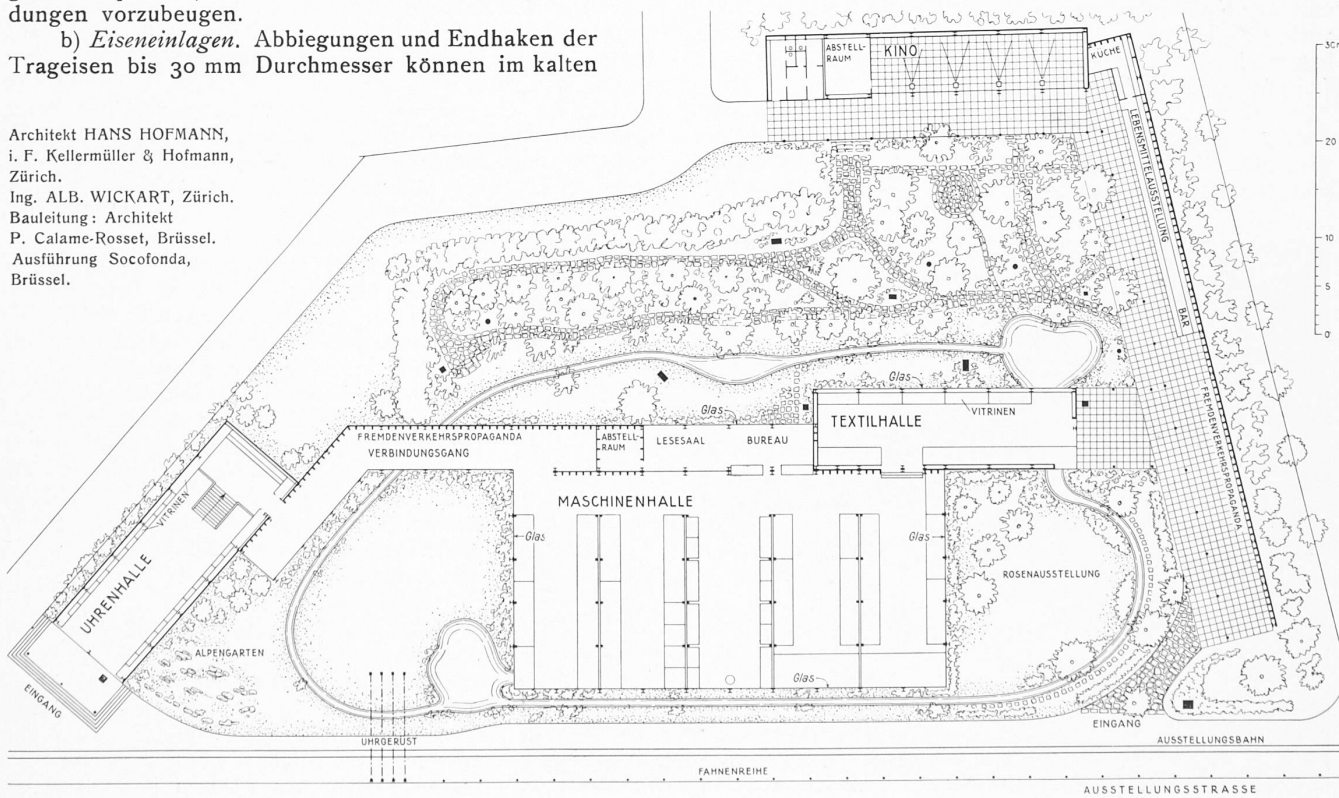 dungen vorzubeugen.
b) Eiseneinlagen. Abbiegungen und Endhaken der
Trageisen bis 30 mm Durchmesser können im kalten
Architekt HANS HOFMANN,
i. F. Kellermüller & Hofmann,
Zürich.
Ing. ALB. WICKART, Zürich.
Bauleitung: Architekt
P. Calame-Rosset, Brüssel.
Ausführung Socofonda,
Brüssel.
ABSTELL-
RAUM
KINO
KÜCHE
LEBENSMITTELAUSSTELLUNG
BAR
FREMDENVERKEHRSPROPAGANDA
20
10
5
0
Glas
VITRINEN
TEXTILHALLE
Glas
FREMDENVERKEHRSPROPAGANDA
VERBINDUNGSGANG
ABSTELL-
RAUM
LESESAAL
BUREAU
MASCHINENHALLE
Glas
Glas
Glas
VITRINEN
UHRENHALLE
EINGANG
ALPENGARTEN
ROSENAUSSTELLUNG
UHRGERÜST
EINGANG
AUSSTELLUNGSBAHN
FAHNENREIHE
AUSSTELLUNGSSTRASSE